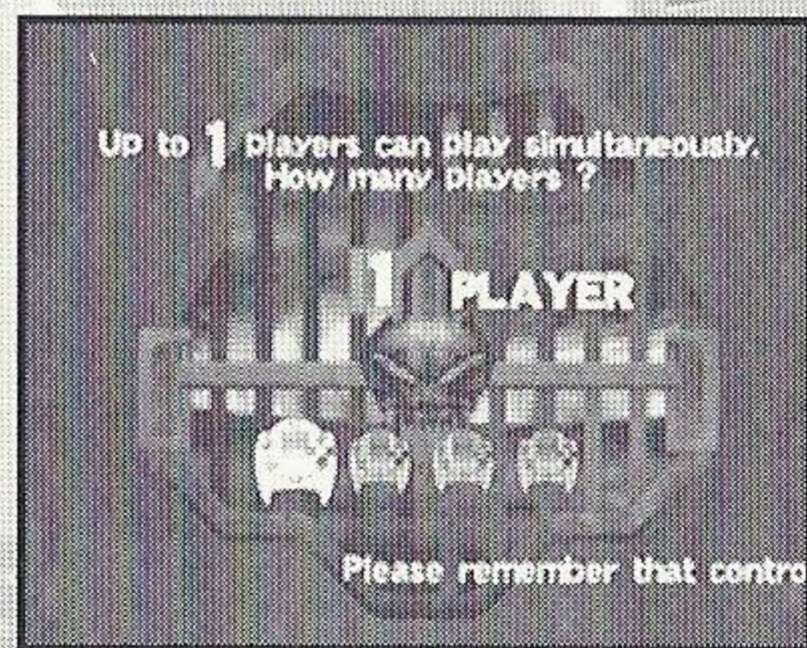 Up to 1 players can play simultaneously.
How many players ?
1 PLAYER
Please remember that contro